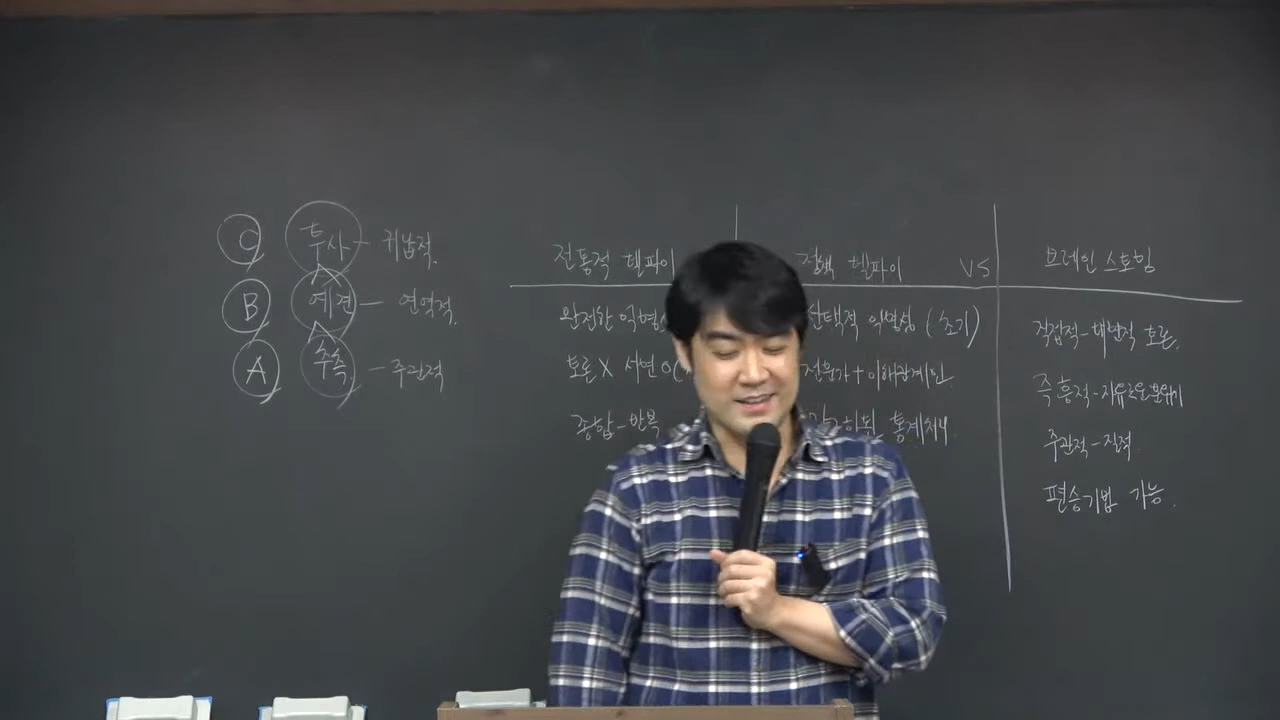 C 투사 - 귀납적.
B 예견 - 연역적.
A 추측 - 주관적
전통적 델파이
완전한 익명성
토론 X 서면 O
종합 - 반복
정책 델파이 VS
선택적 익명성 (초기)
전문가 + 이해관계인.
통계처리
브레인 스토밍
직접적 - 대면적 토론.
즉흥적 - 자유로운 분위기
주관적 - 질적
편승기법 가능.